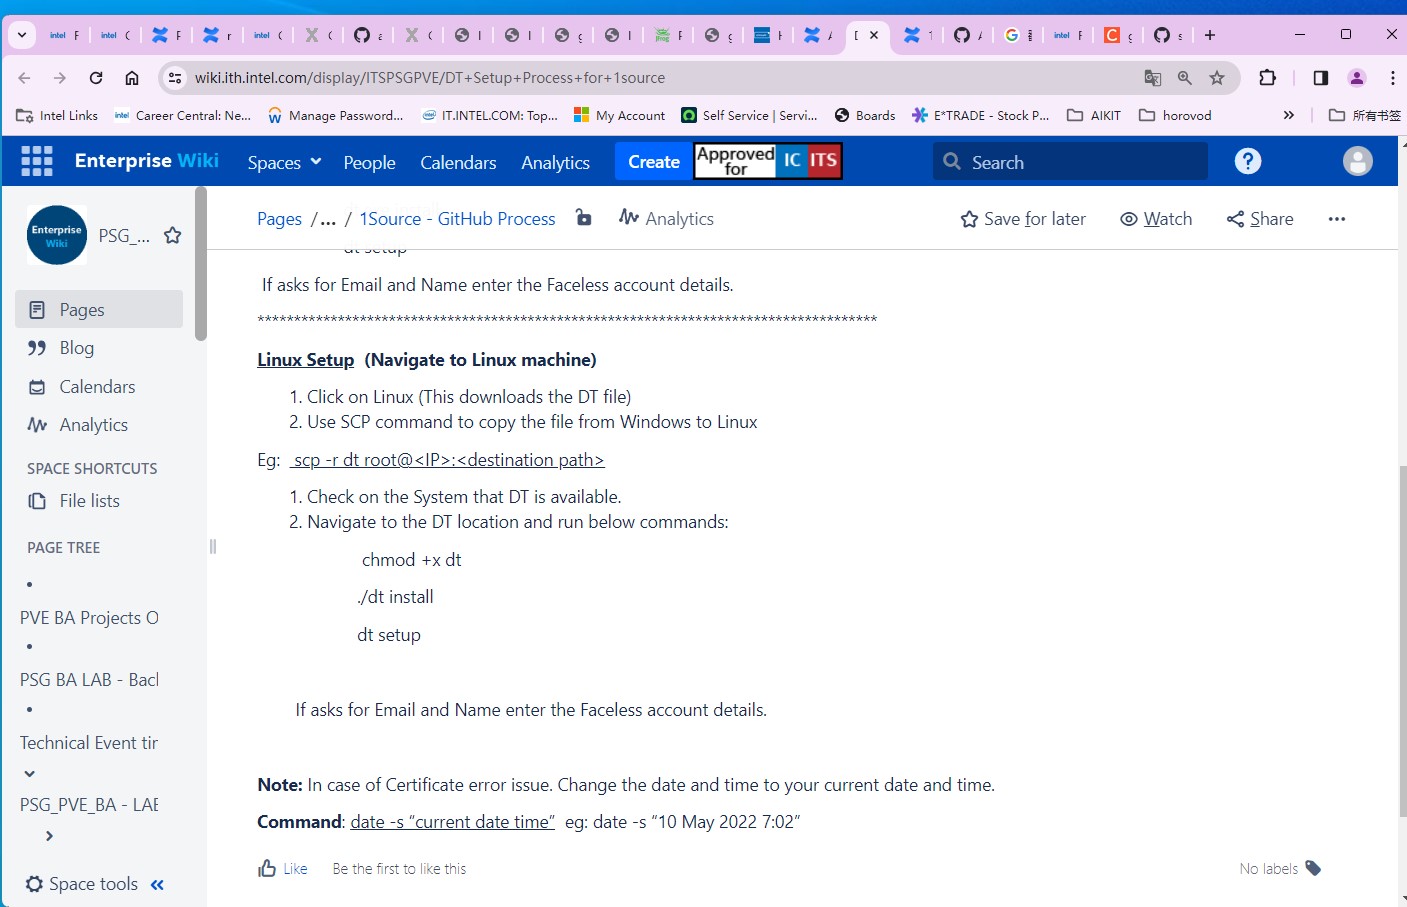 wiki.ith.intel.com/display/ITSPSGPVE/DT+Setup+Process+for+1source
Intel Links
intel Career Central: Ne...
Manage Password...
IT.INTEL.COM: Top...
My Account
Self Service | Servi...
Boards
E*TRADE - Stock P...
AIKIT
horovod
»
所有书签
Enterprise Wiki
Spaces
People
Calendars
Analytics
Create
Approved for IC ITS
Search
Enterprise Wiki
PSG_...
Pages /... / 1Source - GitHub Process
Analytics
Save for later
Watch
Share
Pages
Blog
Calendars
Analytics
SPACE SHORTCUTS
File lists
PAGE TREE
PVE BA Projects O
PSG BA LAB - Bacl
Technical Event tir
PSG_PVE_BA - LAE
Space tools
dt setup
If asks for Email and Name enter the Faceless account details.
Linux Setup (Navigate to Linux machine)
1. Click on Linux (This downloads the DT file)
2. Use SCP command to copy the file from Windows to Linux
Eg: scp -r dt root@<IP>:<destination path>
1. Check on the System that DT is available.
2. Navigate to the DT location and run below commands:
chmod +x dt
./dt install
dt setup
If asks for Email and Name enter the Faceless account details.
Note: In case of Certificate error issue. Change the date and time to your current date and time.
Command: date -s “current date time” eg: date -s “10 May 2022 7:02”
Like
Be the first to like this
No labels